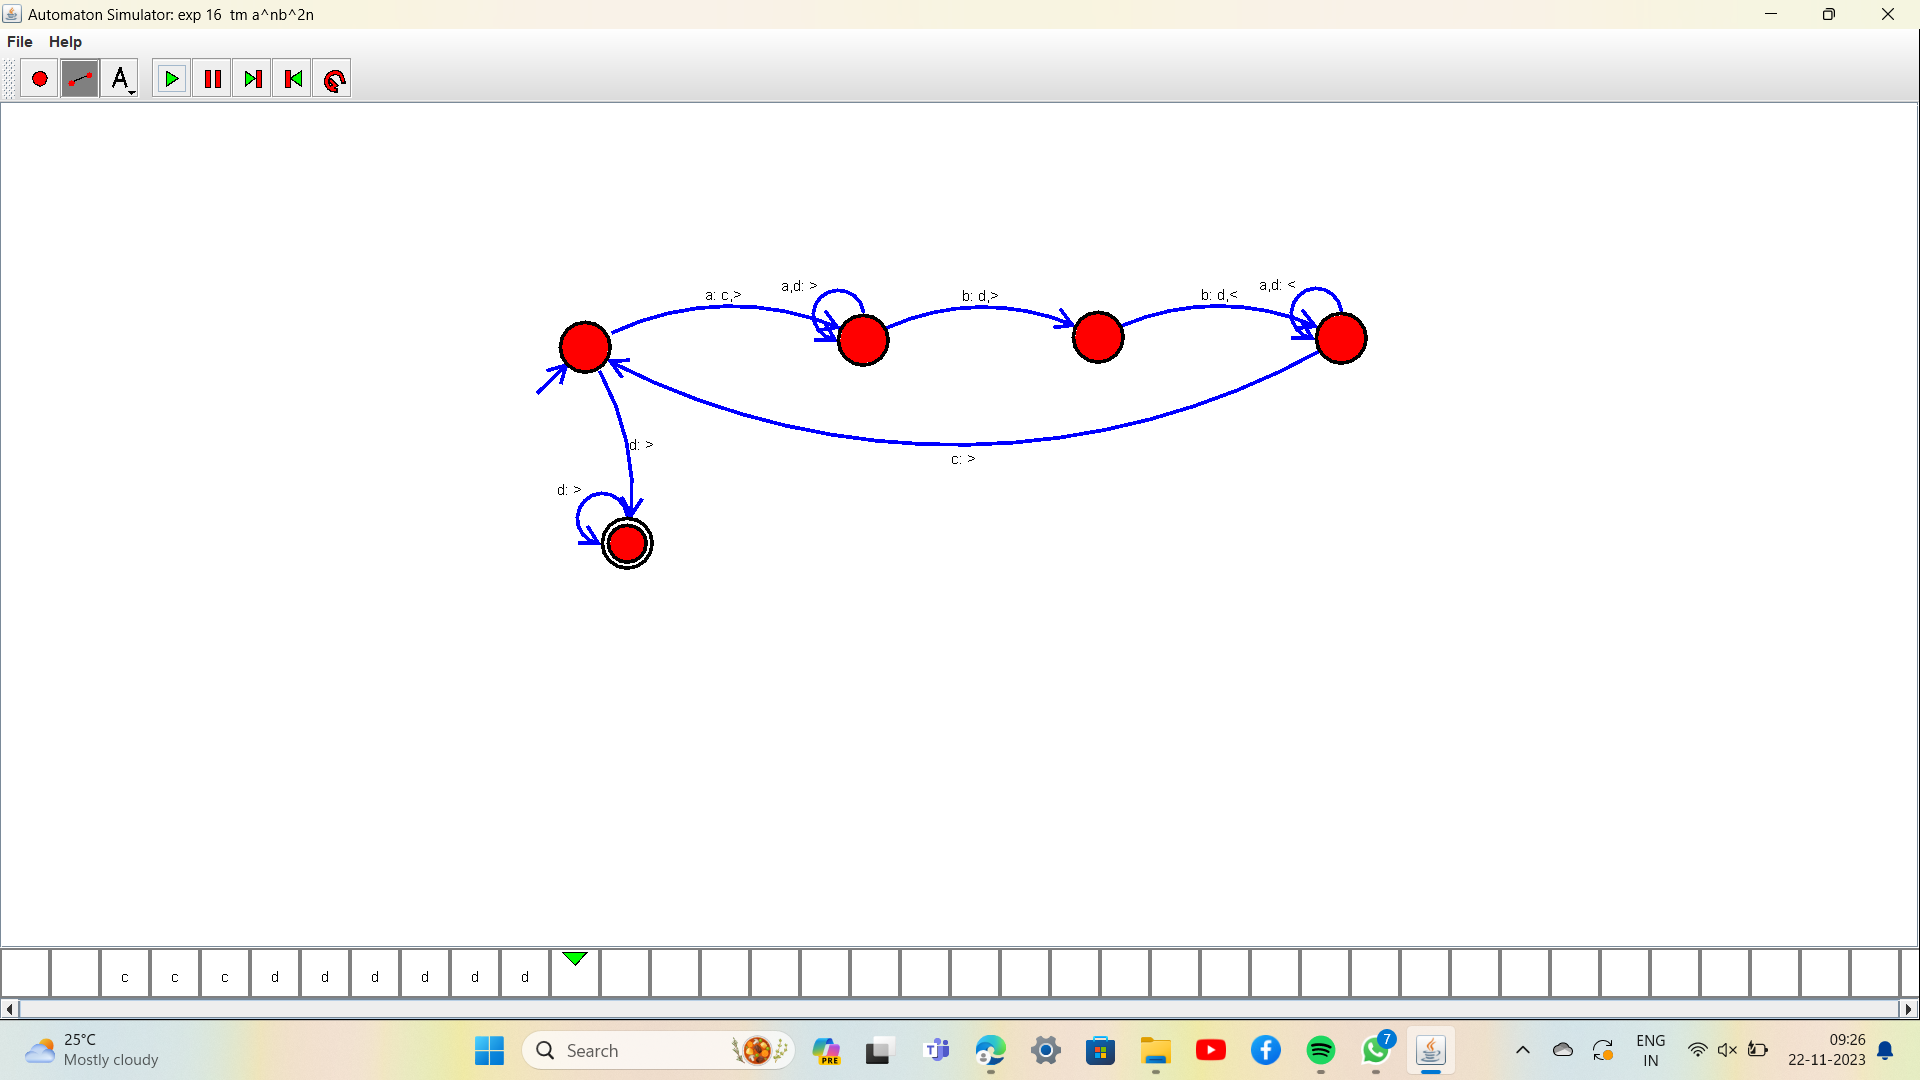 Automaton Simulator: exp 16 tm a^nb^2n
File Help
A
a: c,>
a,d: >
b: d,>
b: d,<
a,d: <
d: >
c: >
d: >
c c c d d d d d d
25°C
Mostly cloudy
Search
PRE
7
ENG
IN
09:26
22-11-2023